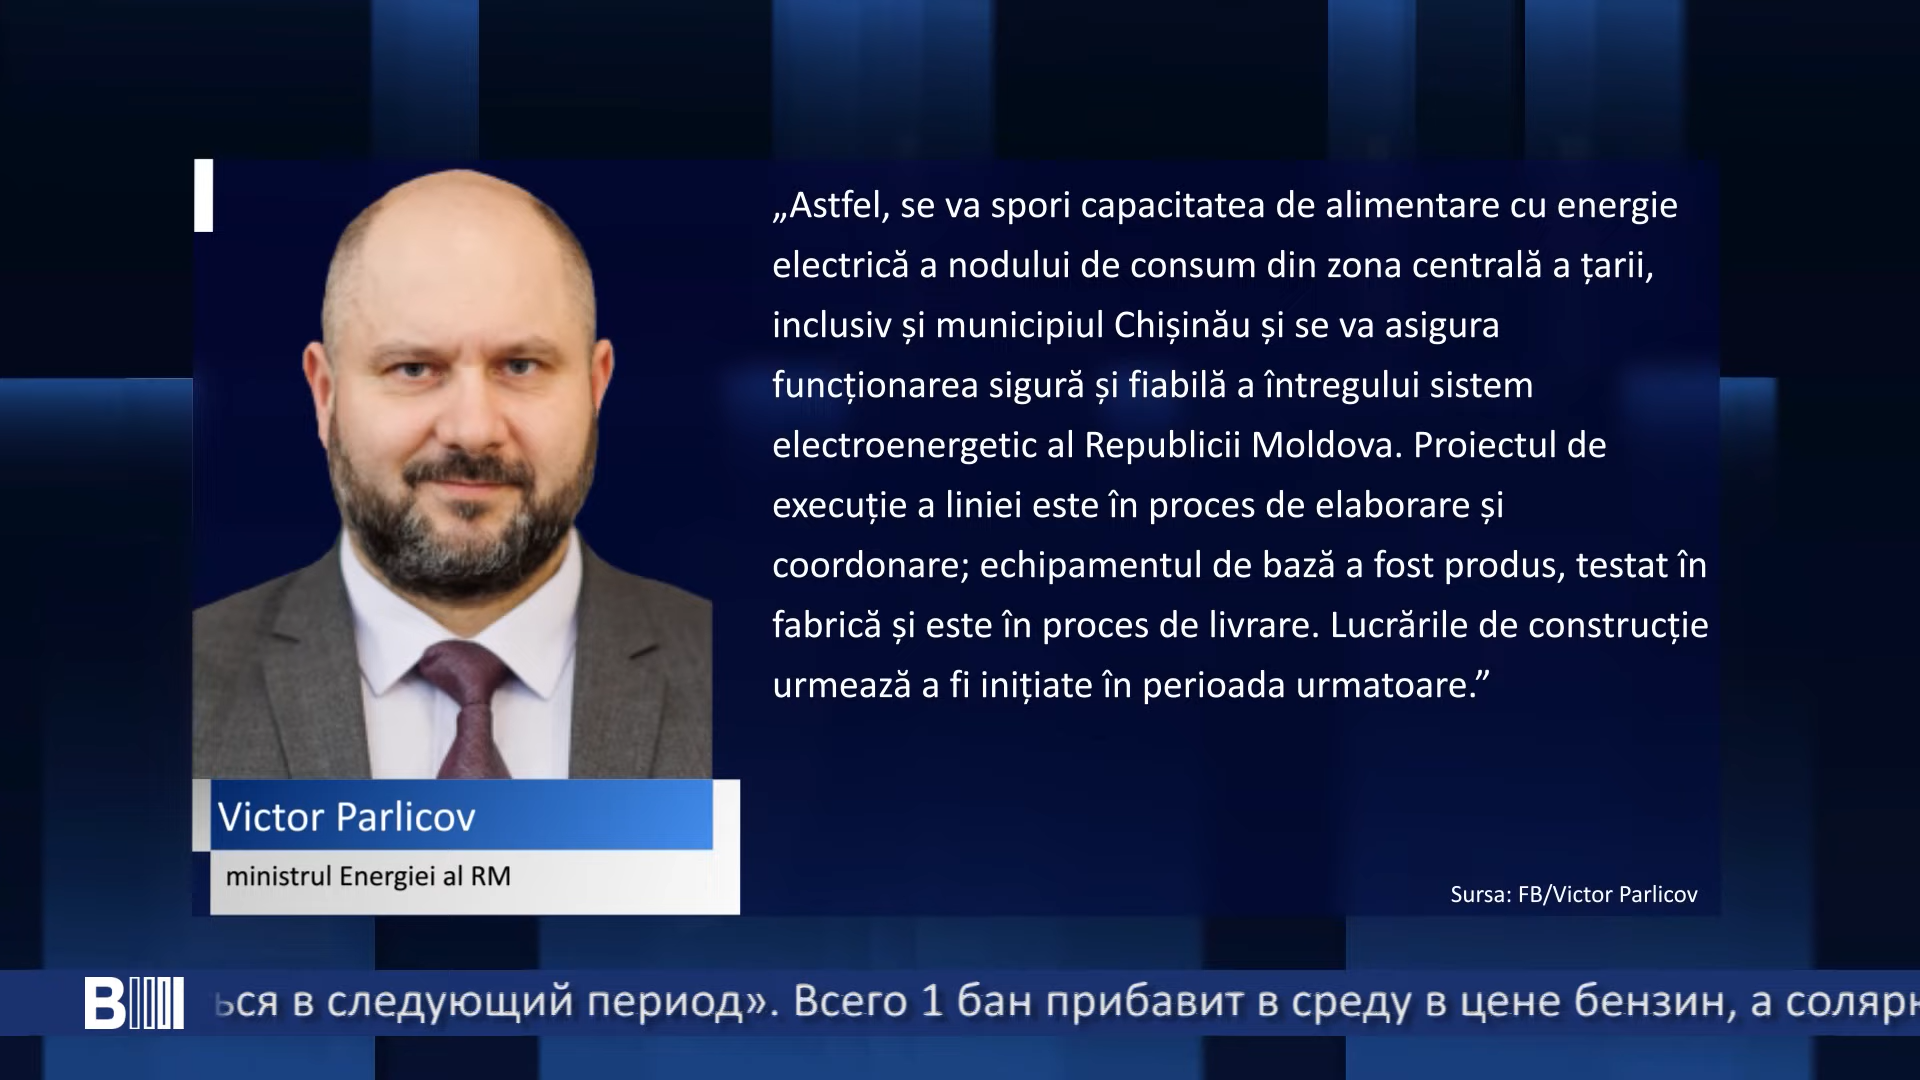 „Astfel, se va spori capacitatea de alimentare cu energie
electrică a nodului de consum din zona centrală a țarii,
inclusiv și municipiul Chișinău și se va asigura
funcționarea sigură și fiabilă a întregului sistem
electroenergetic al Republicii Moldova. Proiectul de
execuție a liniei este în proces de elaborare și
coordonare; echipamentul de bază a fost produs, testat în
fabrică și este în proces de livrare. Lucrările de construcție
urmează a fi inițiate în perioada urmatoare.”
Victor Parlicov
ministrul Energiei al RM
Sursa: FB/Victor Parlicov
ься в следующий период». Всего 1 бан прибавит в среду в цене бензин, а соляр